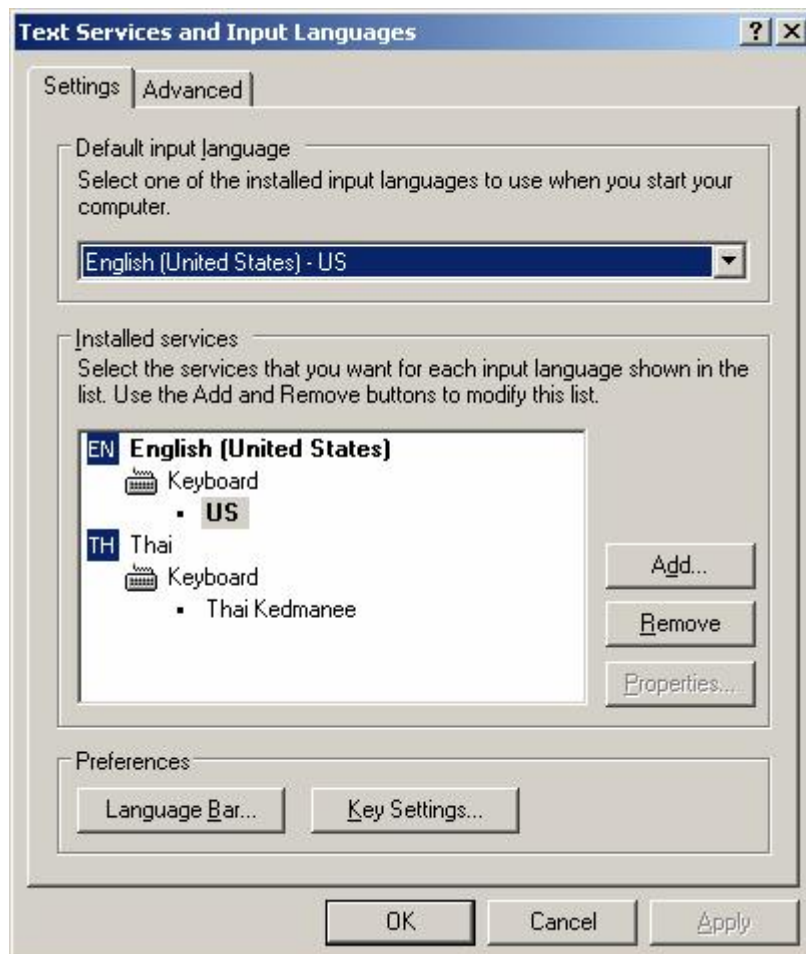 Text Services and Input Languages
Settings
Advanced
Default input language
Select one of the installed input languages to use when you start your
computer.
English (United States) - US
Installed services
Select the services that you want for each input language shown in the
list. Use the Add and Remove buttons to modify this list.
EN English (United States)
Keyboard
US
TH Thai
Keyboard
Thai Kedmanee
Add...
Remove
Properties...
Preferences
Language Bar...
Key Settings...
OK
Cancel
Apply